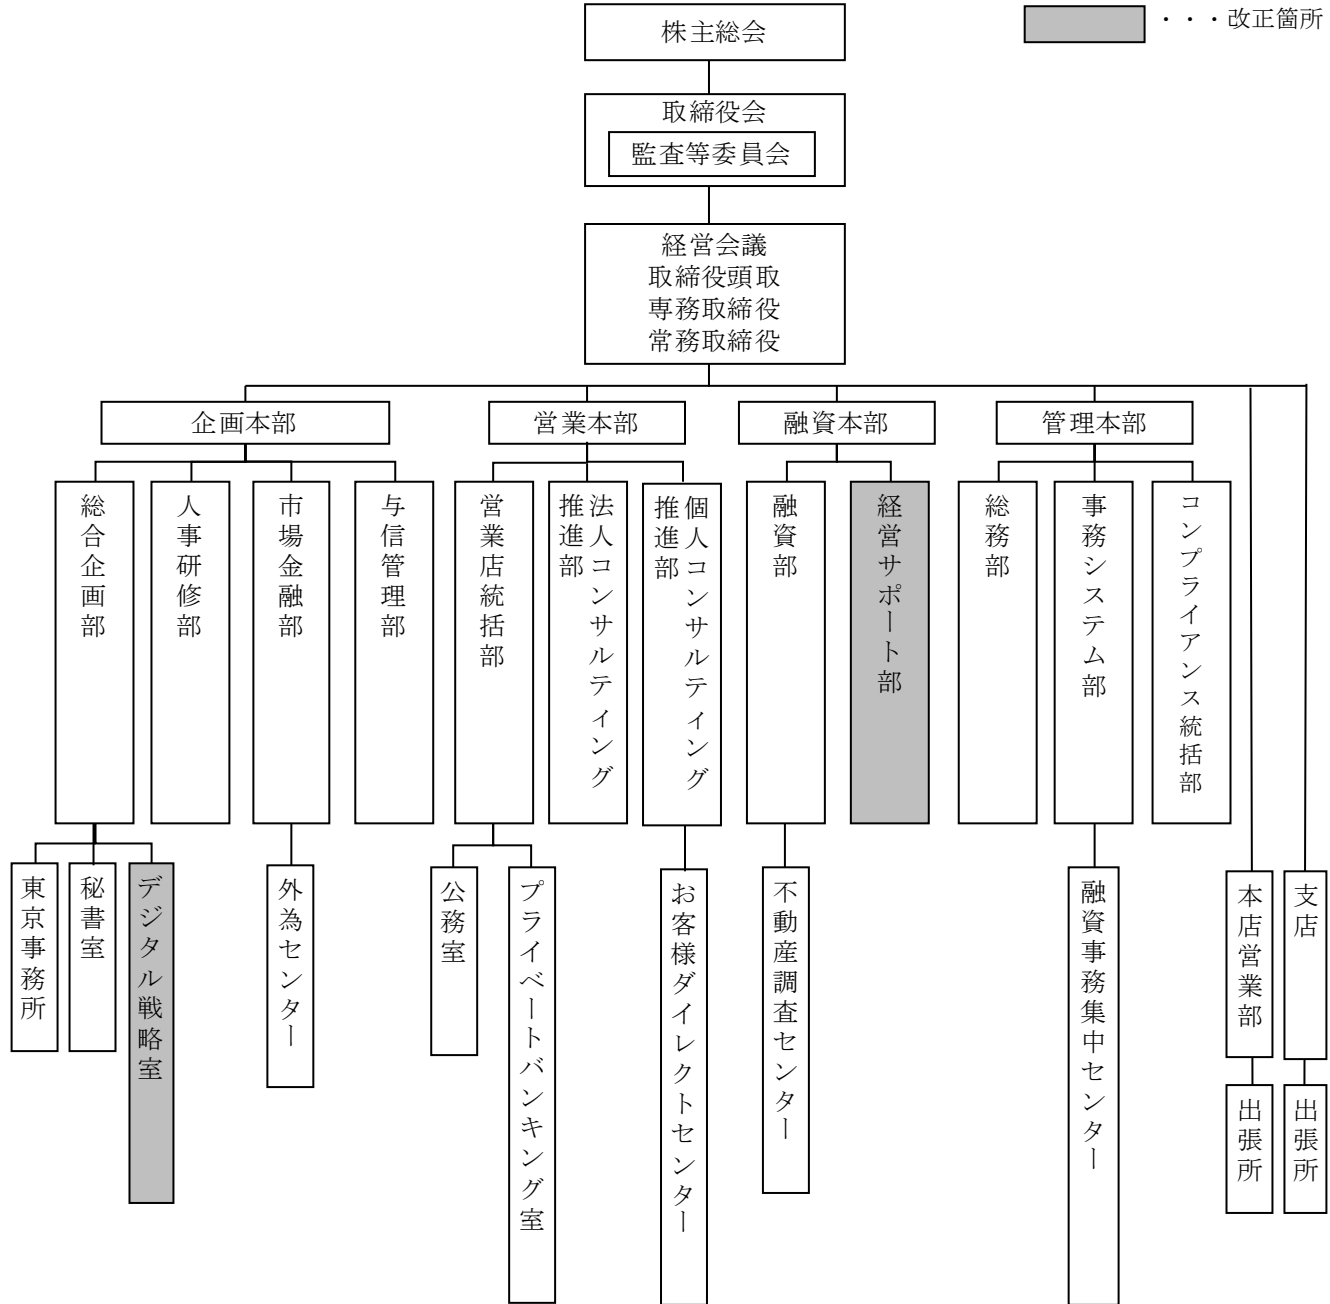 株主総会
・・・改正箇所
取締役会
監査等委員会
経営会議
取締役頭取
専務取締役
常務取締役
企画本部
営業本部
融資本部
管理本部
総合企画部
人事研修部
市場金融部
与信管理部
営業店統括部
法人コンサルティング
推進部
個人コンサルティング
推進部
融資部
経営サポート部
総務部
事務システム部
コンプライアンス統括部
東京事務所
秘書室
デジタル戦略室
外為センター
公務室
プライベートバンキング室
お客様ダイレクトセンター
不動産調査センター
融資事務集中センター
本店営業部
支店
出張所
出張所